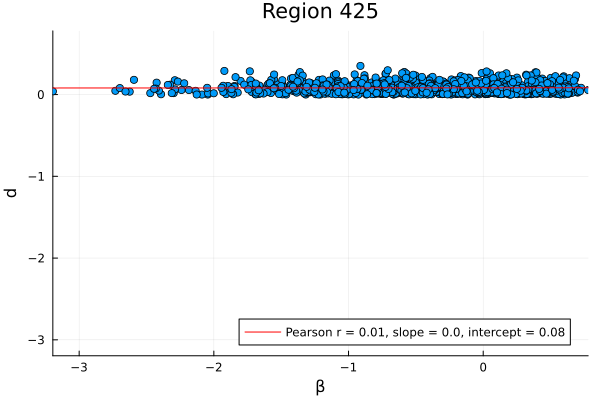 Region 425
d
0
−1
−2
−3
Pearson r = 0.01, slope = 0.0, intercept = 0.08
−3
−2
−1
0
β